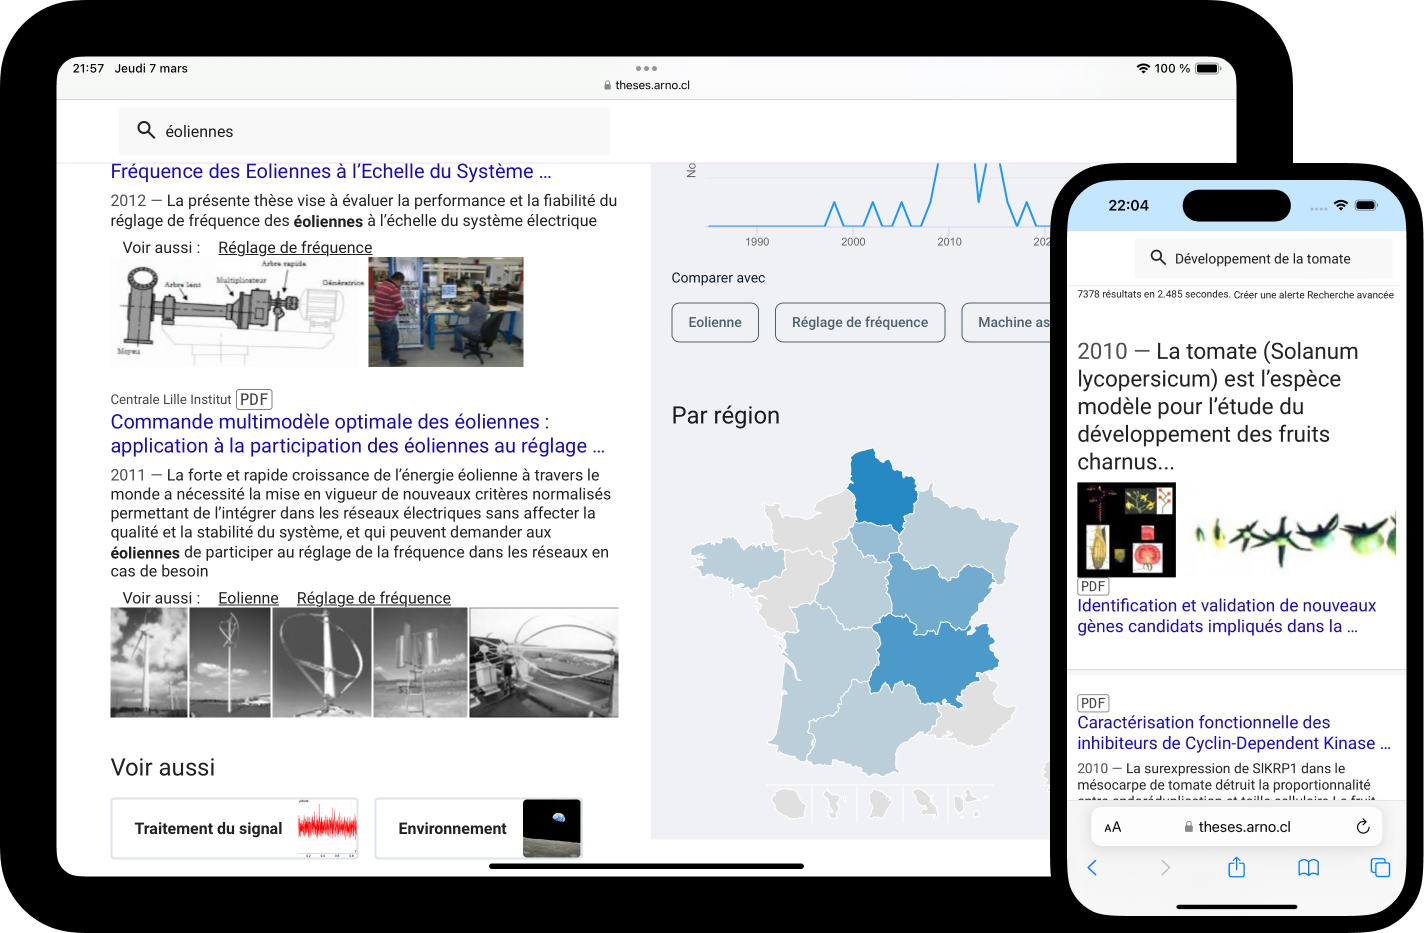 21:57 Jeudi 7 mars
100 %
theses.arno.cl
éoliennes
Fréquence des Eoliennes à l'Echelle du Système ...
2012 — La présente thèse vise à évaluer la performance et la fiabilité du
réglage de fréquence des éoliennes à l'échelle du système électrique
Voir aussi : Réglage de fréquence
Arbre rapide
Arbre lent
Multiplicateur
Génératrice
Moyeu
Centrale Lille Institut PDF
Commande multimodèle optimale des éoliennes :
application à la participation des éoliennes au réglage ...
2011 — La forte et rapide croissance de l'énergie éolienne à travers le
monde a nécessité la mise en vigueur de nouveaux critères normalisés
permettant de l'intégrer dans les réseaux électriques sans affecter la
qualité et la stabilité du système, et qui peuvent demander aux
éoliennes de participer au réglage de la fréquence dans les réseaux en
cas de besoin
Voir aussi : Eolienne Réglage de fréquence
Voir aussi
Traitement du signal
Environnement
No
1990 2000 2010 202
Comparer avec
Eolienne
Réglage de fréquence
Machine as
Par région
22:04
Développement de la tomate
7378 résultats en 2.485 secondes. Créer une alerte Recherche avancée
2010 — La tomate (Solanum
lycopersicum) est l'espèce
modèle pour l'étude du
développement des fruits
charnus...
PDF
Identification et validation de nouveaux
gènes candidats impliqués dans la ...
PDF
Caractérisation fonctionnelle des
inhibiteurs de Cyclin-Dependent Kinase ...
2010 — La surexpression de SlKRP1 dans le
mésocarpe de tomate détruit la proportionnalité
entre endoréduplication et taille cellulaire Le fruit
AA theses.arno.cl